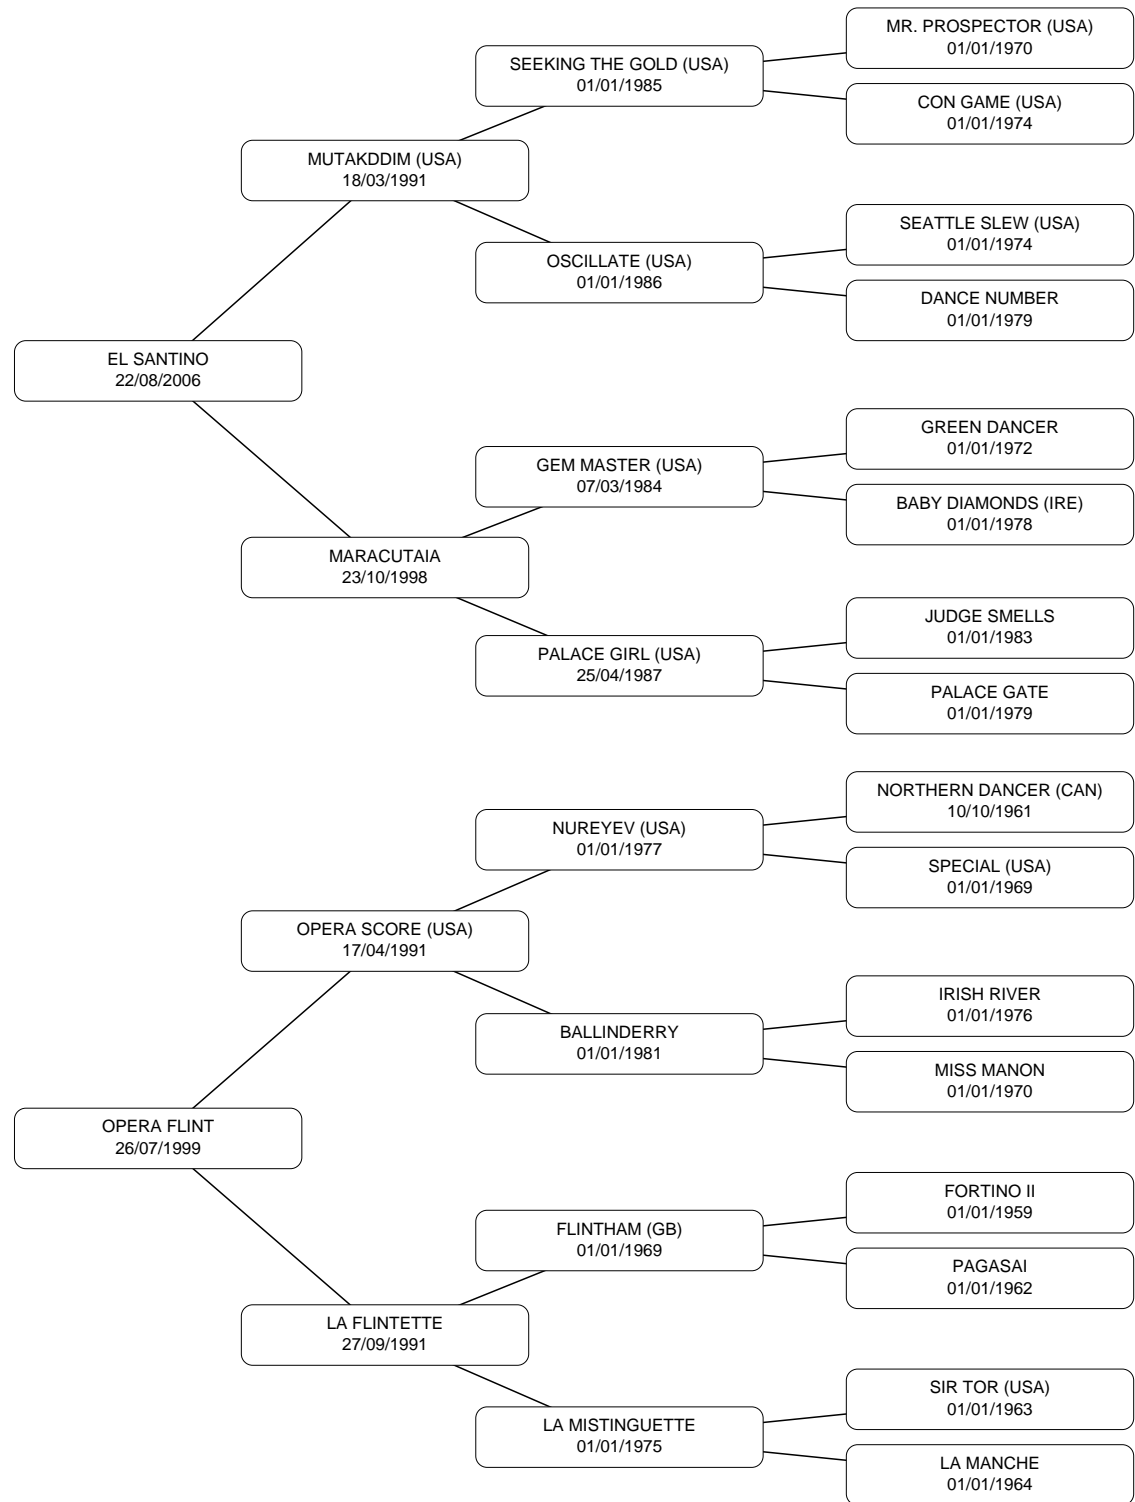 MR. PROSPECTOR (USA)
01/01/1970
SEEKING THE GOLD (USA)
01/01/1985
CON GAME (USA)
01/01/1974
MUTAKDDIM (USA)
18/03/1991
SEATTLE SLEW (USA)
01/01/1974
OSCILLATE (USA)
01/01/1986
DANCE NUMBER
01/01/1979
EL SANTINO
22/08/2006
GREEN DANCER
01/01/1972
GEM MASTER (USA)
07/03/1984
BABY DIAMONDS (IRE)
01/01/1978
MARACUTAIA
23/10/1998
JUDGE SMELLS
01/01/1983
PALACE GIRL (USA)
25/04/1987
PALACE GATE
01/01/1979
NORTHERN DANCER (CAN)
10/10/1961
NUREYEV (USA)
01/01/1977
SPECIAL (USA)
01/01/1969
OPERA SCORE (USA)
17/04/1991
IRISH RIVER
01/01/1976
BALLINDERRY
01/01/1981
MISS MANON
01/01/1970
OPERA FLINT
26/07/1999
FORTINO II
01/01/1959
FLINTHAM (GB)
01/01/1969
PAGASAI
01/01/1962
LA FLINTETTE
27/09/1991
SIR TOR (USA)
01/01/1963
LA MISTINGUETTE
01/01/1975
LA MANCHE
01/01/1964